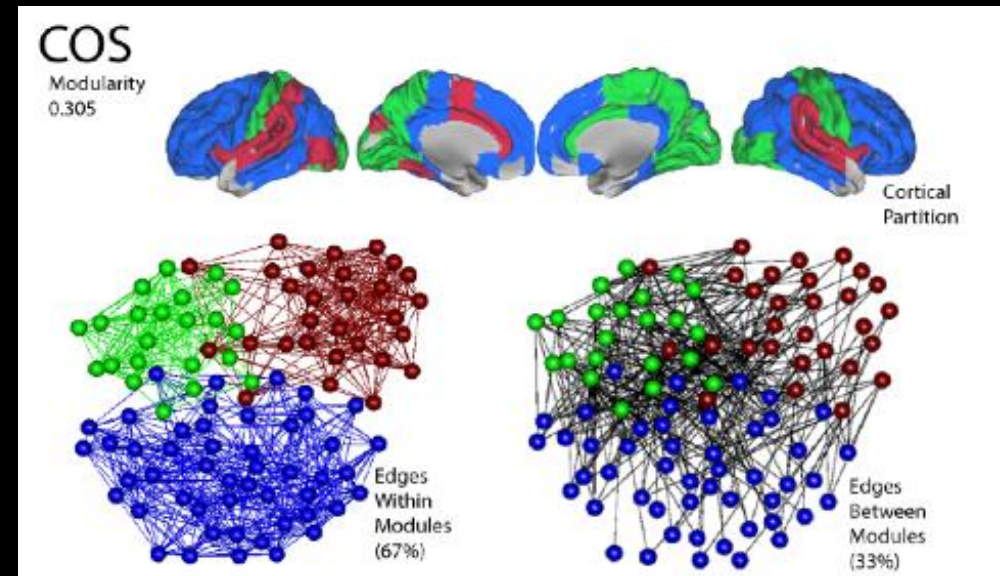 COS
Modularity
0.305
Cortical
Partition
Edges
Within
Modules
(67%)
Edges
Between
Modules
(33%)